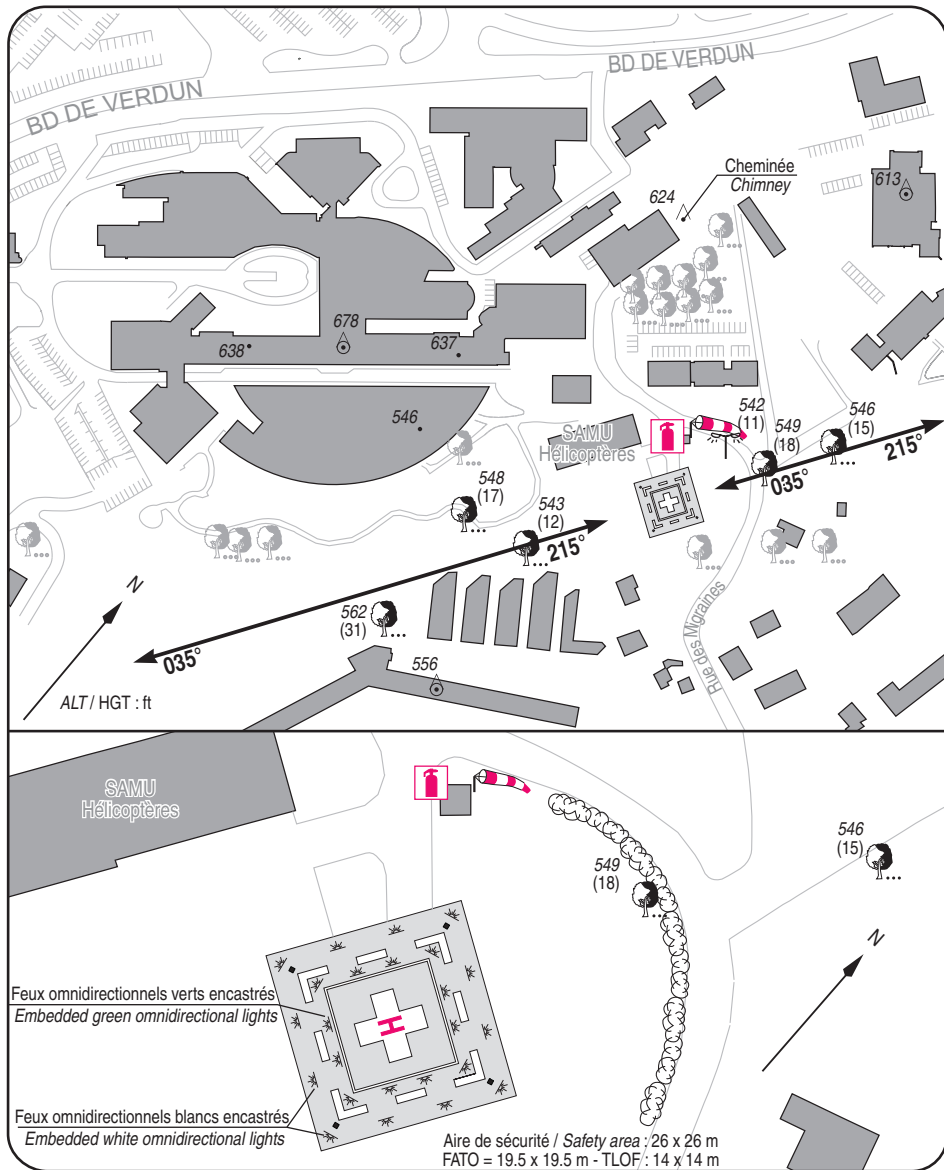 BD DE VERDUN
BD DE VERDUN
Cheminée
Chimney
624
613
678
638
637
546
SAMU
Hélicoptères
542
(11)
549
(18)
546
(15)
215°
035°
548
(17)
543
(12)
215°
562
(31)
035°
556
N
ALT / HGT : ft
Rue des Migraines
SAMU
Hélicoptères
546
(15)
549
(18)
N
Feux omnidirectionnels verts encastrés
Embedded green omnidirectional lights
H
Feux omnidirectionnels blancs encastrés
Embedded white omnidirectional lights
Aire de sécurité / Safety area : 26 x 26 m
FATO = 19.5 x 19.5 m - TLOF : 14 x 14 m